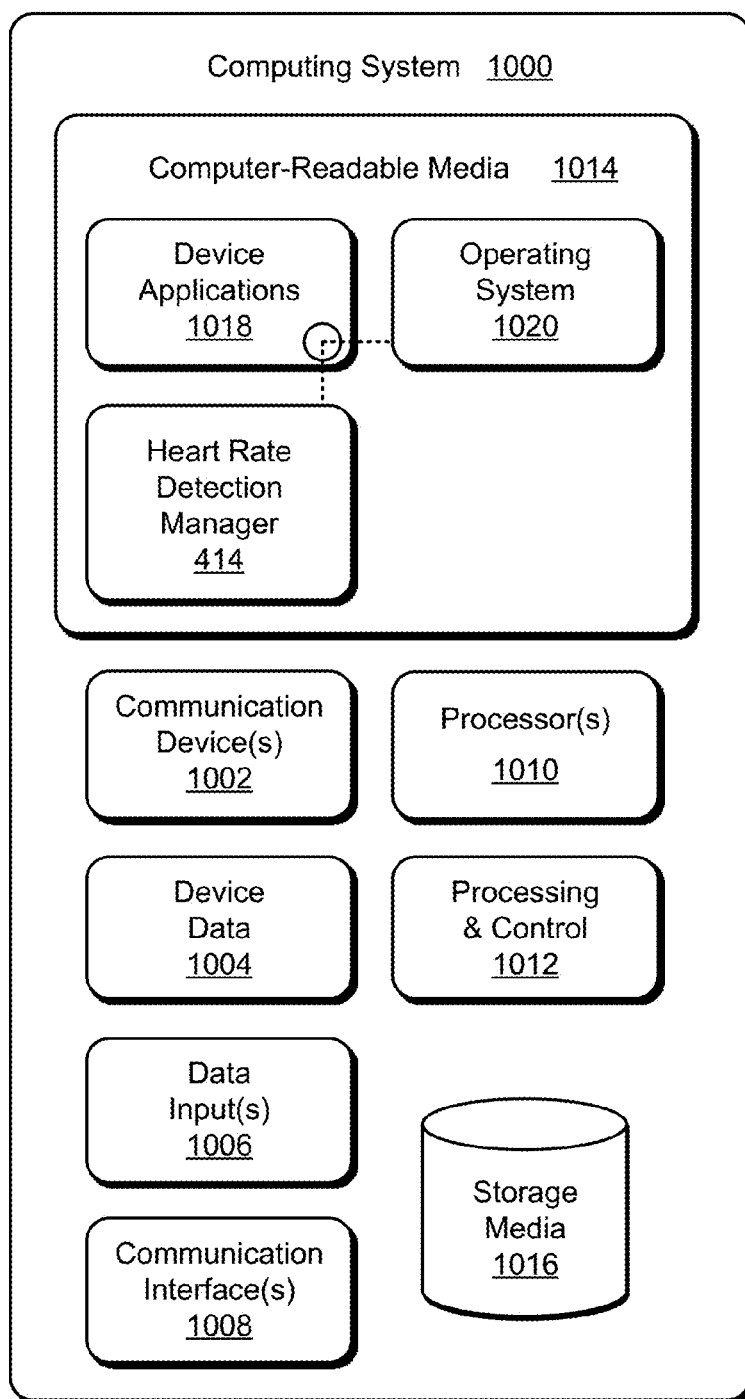 Computing System 1000
Computer-Readable Media 1014
Device
Applications
1018
Operating
System
1020
Heart Rate
Detection
Manager
414
Communication
Device(s)
1002
Processor(s)
1010
Device
Data
1004
Processing
& Control
1012
Data
Input(s)
1006
Storage
Media
1016
Communication
Interface(s)
1008